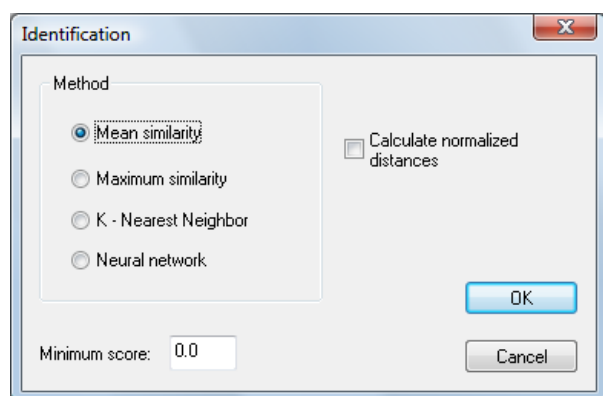 Identification
Method
Mean similarity
Maximum similarity
K - Nearest Neighbor
Neural network
Calculate normalized
distances
OK
Minimum score: 0.0
Cancel